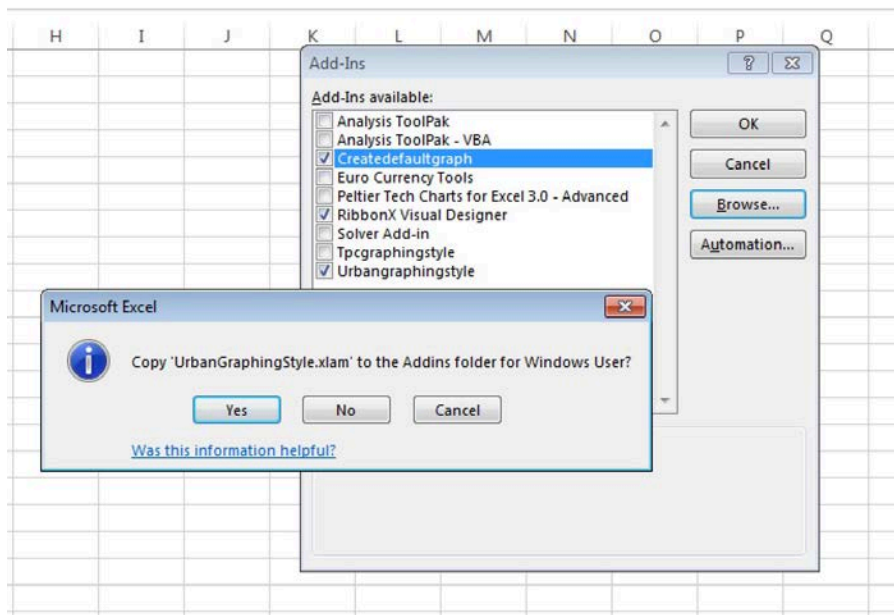 H I J K L M N O P Q
Add-Ins
Add-Ins available:
Analysis ToolPak
Analysis ToolPak - VBA
Createdefaultgraph
Euro Currency Tools
Peltier Tech Charts for Excel 3.0 - Advanced
RibbonX Visual Designer
Solver Add-in
Tpcgraphingstyle
Urbangraphingstyle
OK
Cancel
Browse...
Automation...
Microsoft Excel
Copy 'UrbanGraphingStyle.xlam' to the Addins folder for Windows User?
Yes No Cancel
Was this information helpful?